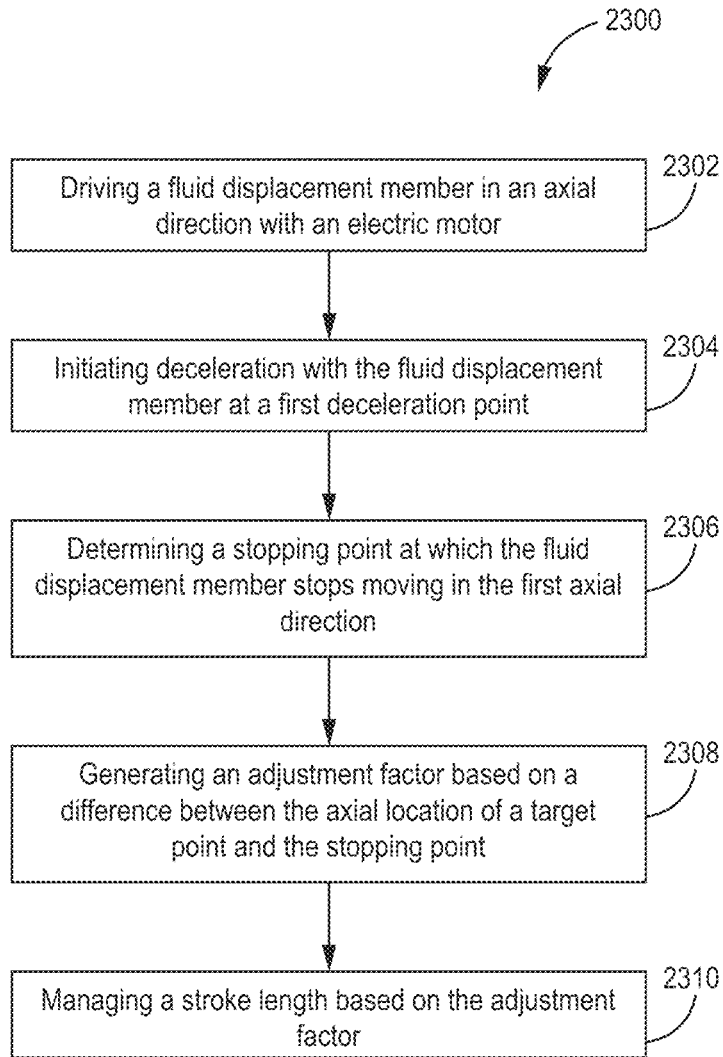 2300
2302
Driving a fluid displacement member in an axial
direction with an electric motor
2304
Initiating deceleration with the fluid displacement
member at a first deceleration point
2306
Determining a stopping point at which the fluid
displacement member stops moving in the first axial
direction
2308
Generating an adjustment factor based on a
difference between the axial location of a target
point and the stopping point
2310
Managing a stroke length based on the adjustment
factor